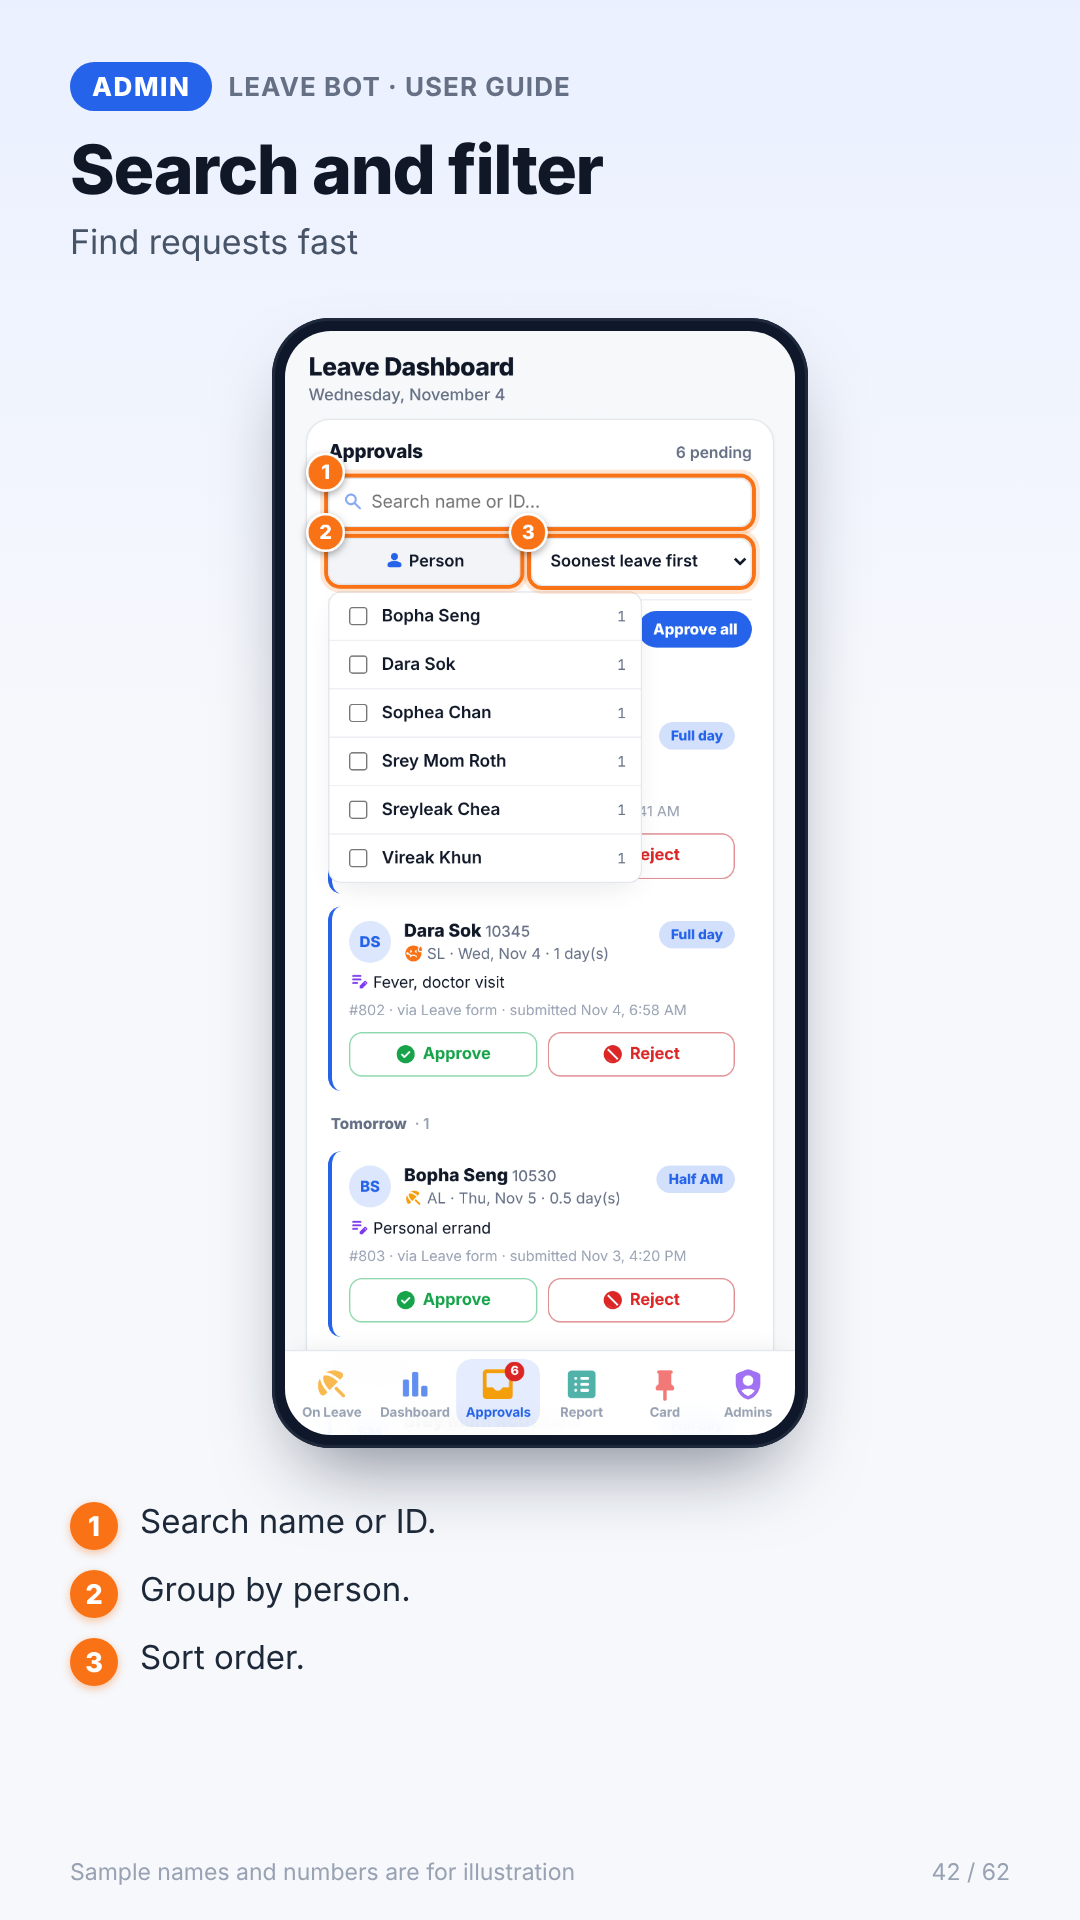 ADMIN LEAVE BOT · USER GUIDE
Search and filter
Find requests fast
Leave Dashboard
Wednesday, November 4
Approvals 6 pending
1
Search name or ID...
2 3
Person Soonest leave first
Bopha Seng 1
Approve all
Dara Sok 1
Sophea Chan 1
Full day
Srey Mom Roth 1
Sreyleak Chea 1
41 AM
Vireak Khun 1
eject
DS Dara Sok 10345 Full day
SL · Wed, Nov 4 · 1 day(s)
Fever, doctor visit
#802 · via Leave form · submitted Nov 4, 6:58 AM
Approve Reject
Tomorrow · 1
BS Bopha Seng 10530 Half AM
AL · Thu, Nov 5 · 0.5 day(s)
Personal errand
#803 · via Leave form · submitted Nov 3, 4:20 PM
Approve Reject
6
On Leave Dashboard Approvals Report Card Admins
1 Search name or ID.
2 Group by person.
3 Sort order.
Sample names and numbers are for illustration 42 / 62